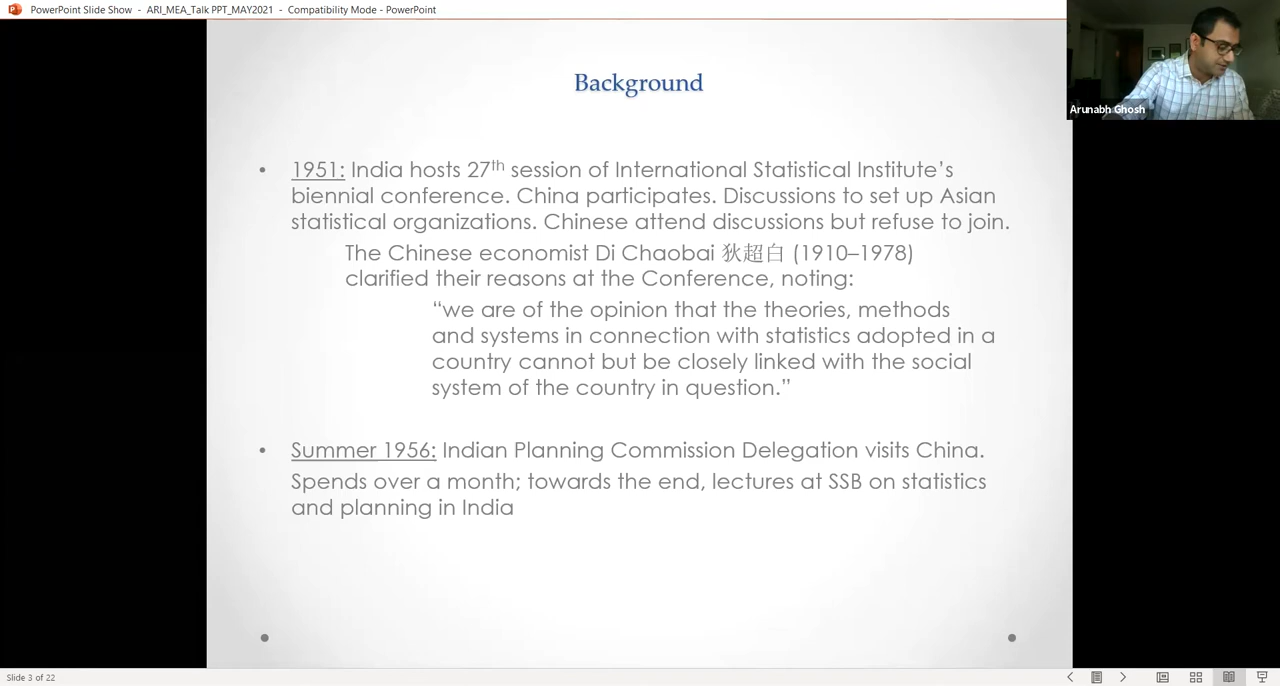 PowerPoint Slide Show - ARI_MEA_Talk PPT_MAY2021 - Compatibility Mode - PowerPoint
Arunabh Ghosh
Background
• 1951: India hosts 27th session of International Statistical Institute’s
biennial conference. China participates. Discussions to set up Asian
statistical organizations. Chinese attend discussions but refuse to join.
The Chinese economist Di Chaobai 狄超白 (1910–1978)
clarified their reasons at the Conference, noting:
“we are of the opinion that the theories, methods
and systems in connection with statistics adopted in a
country cannot but be closely linked with the social
system of the country in question.”
• Summer 1956: Indian Planning Commission Delegation visits China.
Spends over a month; towards the end, lectures at SSB on statistics
and planning in India
Slide 3 of 22